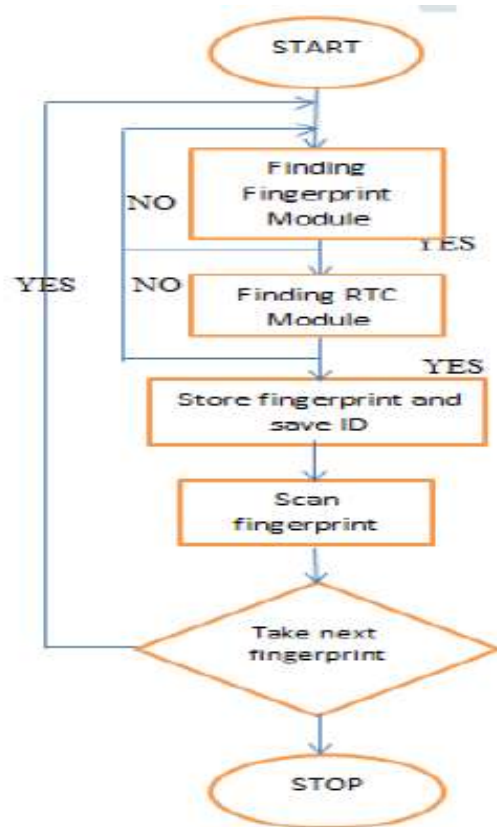 START
Finding
Fingerprint
Module
NO
YES
YES
NO
Finding RTC
Module
YES
Store fingerprint and
save ID
Scan
fingerprint
Take next
fingerprint
STOP